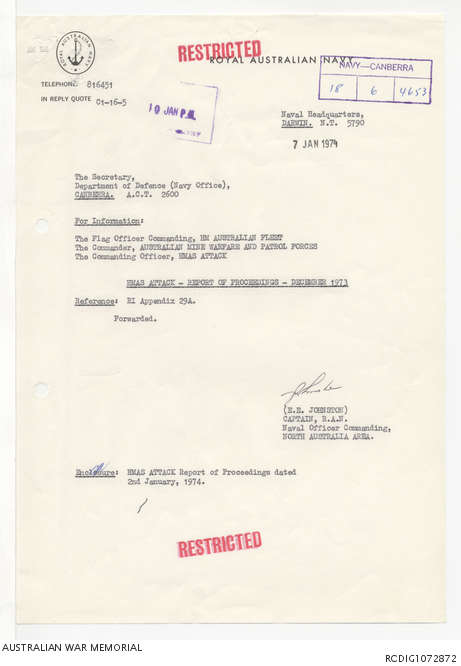 RESTRICTED
ROYAL AUSTRALIAN NAVY
ROYAL AUSTRALIAN NAVY
NAVY—CANBERRA
18 6 4653
TELEPHONE: 816451
IN REPLY QUOTE 01-16-5
10 JAN P.M.
Naval Headquarters,
DARWIN. N.T. 5790
7 JAN 1974
The Secretary,
Department of Defence (Navy Office),
CANBERRA. A.C.T. 2600
For Information:
The Flag Officer Commanding, HM AUSTRALIAN FLEET
The Commander, AUSTRALIAN MINE WARFARE AND PATROL FORCES
The Commanding Officer, HMAS ATTACK
HMAS ATTACK - REPORT OF PROCEEDINGS - DECEMBER 1973
Reference: RI Appendix 29A.
Forwarded.
(E.E. JOHNSTON)
CAPTAIN, R.A.N.
Naval Officer Commanding,
NORTH AUSTRALIA AREA.
Enclosure: HMAS ATTACK Report of Proceedings dated
2nd January, 1974.
RESTRICTED
AUSTRALIAN WAR MEMORIAL
RCDIG1072872